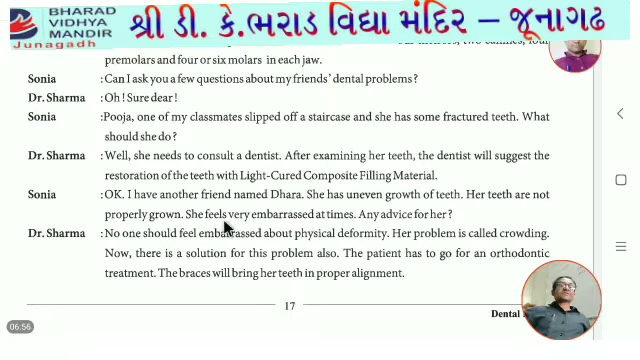 BHARAD
VIDHYA
MANDIR
Junagadh
શ્રી ડી. કે. ભરાડ વિદ્યા મંદિર – જૂનાગઢ
premolars and four or six molars in each jaw.
Sonia : Can I ask you a few questions about my friends' dental problems?
Dr. Sharma : Oh ! Sure dear !
Sonia :Pooja, one of my classmates slipped off a staircase and she has some fractured teeth. What
should she do?
Dr. Sharma : Well, she needs to consult a dentist. After examining her teeth, the dentist will suggest the
restoration of the teeth with Light-Cured Composite Filling Material.
Sonia : OK. I have another friend named Dhara. She has uneven growth of teeth. Her teeth are not
properly grown. She feels very embarrassed at times. Any advice for her?
Dr. Sharma : No one should feel embarrassed about physical deformity. Her problem is called crowding.
Now, there is a solution for this problem also. The patient has to go for an orthodontic
treatment. The braces will bring her teeth in proper alignment.
17
Dental
06:56